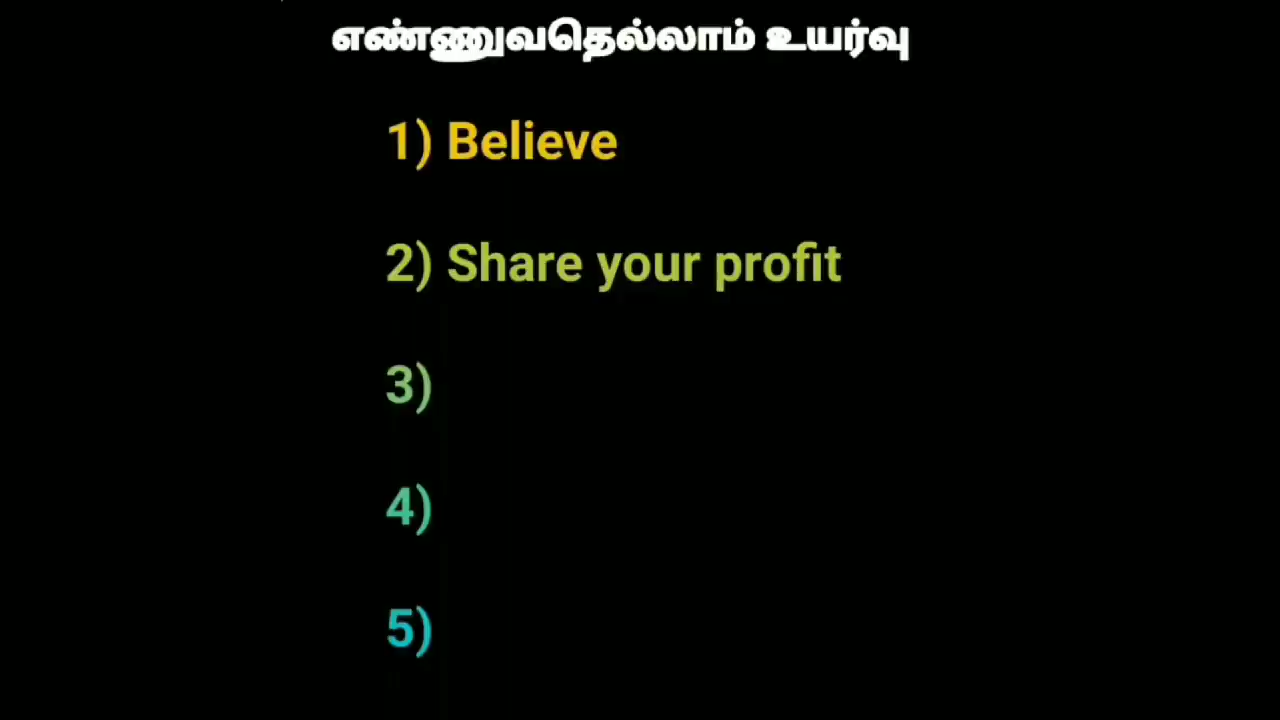 எண்ணுவதெல்லாம் உயர்வு
1) Believe
2) Share your profit
3)
4)
5)